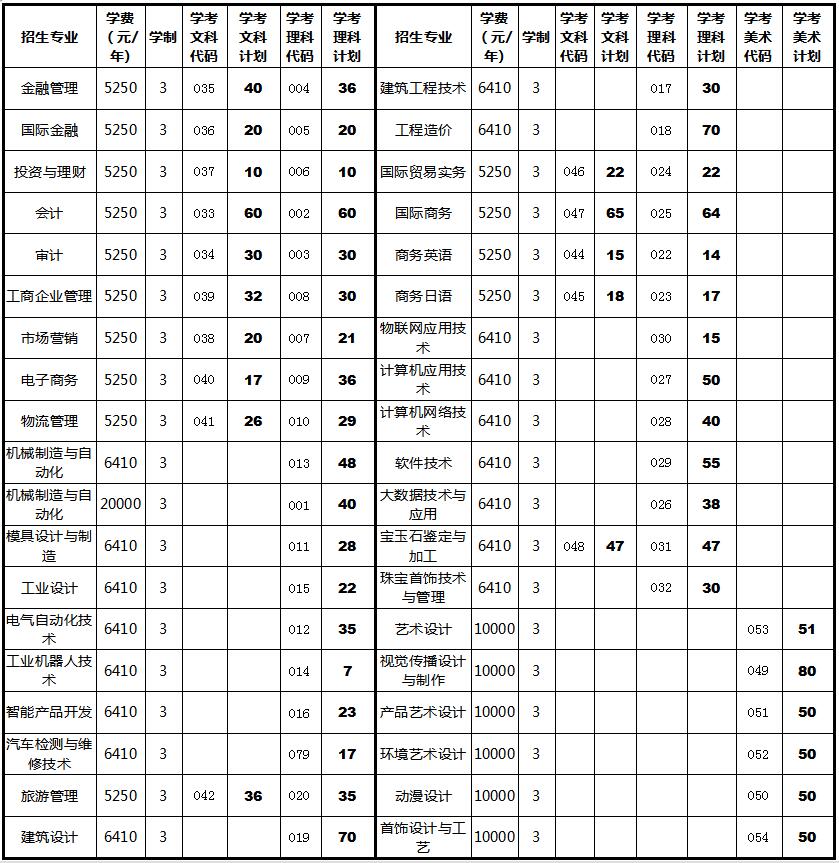 招生专业 学费（元/年） 学制 学考文科代码 学考文科计划 学考理科代码 学考理科计划 招生专业 学费（元/年） 学制 学考文科代码 学考文科计划 学考理科代码 学考理科计划 学考美术代码 学考美术计划
金融管理 5250 3 035 40 004 36 建筑工程技术 6410 3 017 30
国际金融 5250 3 036 20 005 20 工程造价 6410 3 018 70
投资与理财 5250 3 037 10 006 10 国际贸易实务 5250 3 046 22 024 22
会计 5250 3 033 60 002 60 国际商务 5250 3 047 65 025 64
审计 5250 3 034 30 003 30 商务英语 5250 3 044 15 022 14
工商企业管理 5250 3 039 32 008 30 商务日语 5250 3 045 18 023 17
市场营销 5250 3 038 20 007 21 物联网应用技术 6410 3 030 15
电子商务 5250 3 040 17 009 36 计算机应用技术 6410 3 027 50
物流管理 5250 3 041 26 010 29 计算机网络技术 6410 3 028 40
机械制造与自动化 6410 3 013 48 软件技术 6410 3 029 55
机械制造与自动化 20000 3 001 40 大数据技术与应用 6410 3 026 38
模具设计与制造 6410 3 011 28 宝玉石鉴定与加工 6410 3 048 47 031 47
工业设计 6410 3 015 22 珠宝首饰技术与管理 6410 3 032 30
电气自动化技术 6410 3 012 35 艺术设计 10000 3 053 51
工业机器人技术 6410 3 014 7 视觉传播设计与制作 10000 3 049 80
智能产品开发 6410 3 016 23 产品艺术设计 10000 3 051 50
汽车检测与维修技术 6410 3 079 17 环境艺术设计 10000 3 052 50
旅游管理 5250 3 042 36 020 35 动漫设计 10000 3 050 50
建筑设计 6410 3 019 70 首饰设计与工艺 10000 3 054 50